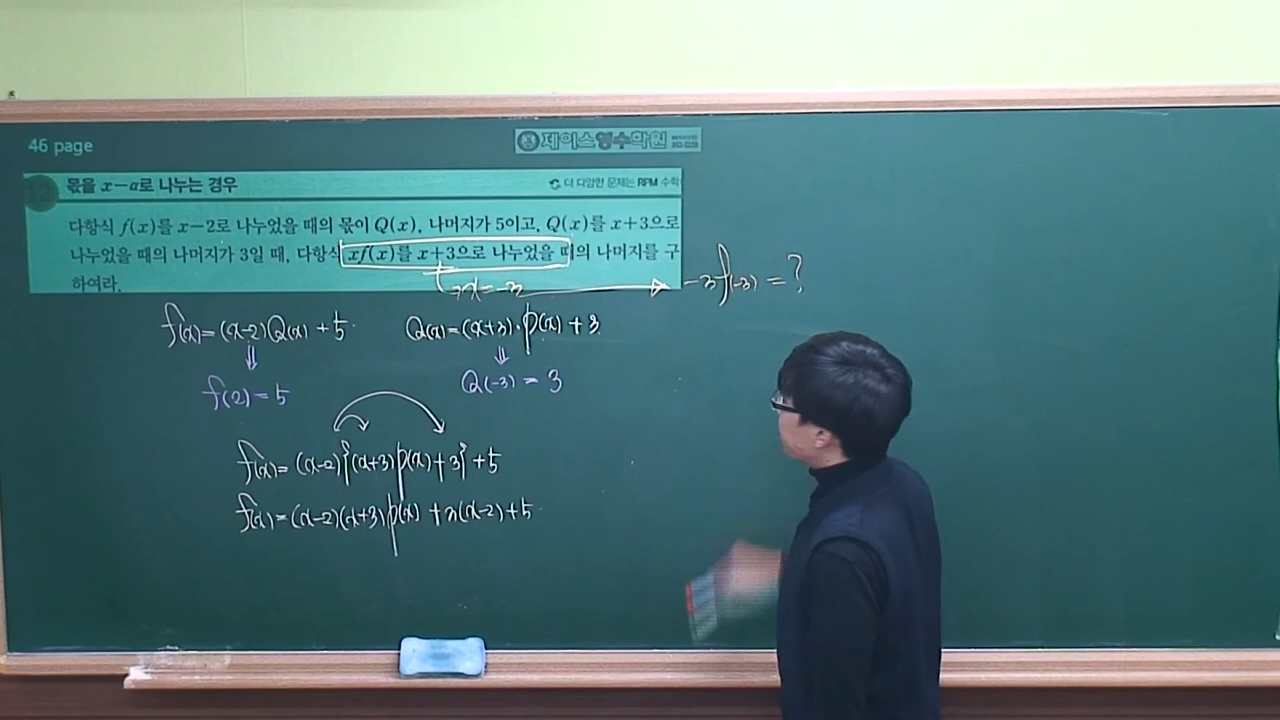 46 page
제이스영수학원
12 몫을 x-a로 나누는 경우
더 다양한 문제는 RPM 수학
다항식 f(x)를 x-2로 나누었을 때의 몫이 Q(x), 나머지가 5이고, Q(x)를 x+3으로
나누었을 때의 나머지가 3일 때, 다항식 xf(x)를 x+3으로 나누었을 때의 나머지를 구
하여라.
→x=-3 → -3f(-3)=?
f(x)=(x-2)Q(x)+5 Q(x)=(x+3)·p(x)+3
f(2)=5 Q(-3)=3
f(x)=(x-2){(x+3)p(x)+3}+5
f(x)=(x-2)(x+3)p(x)+3(x-2)+5